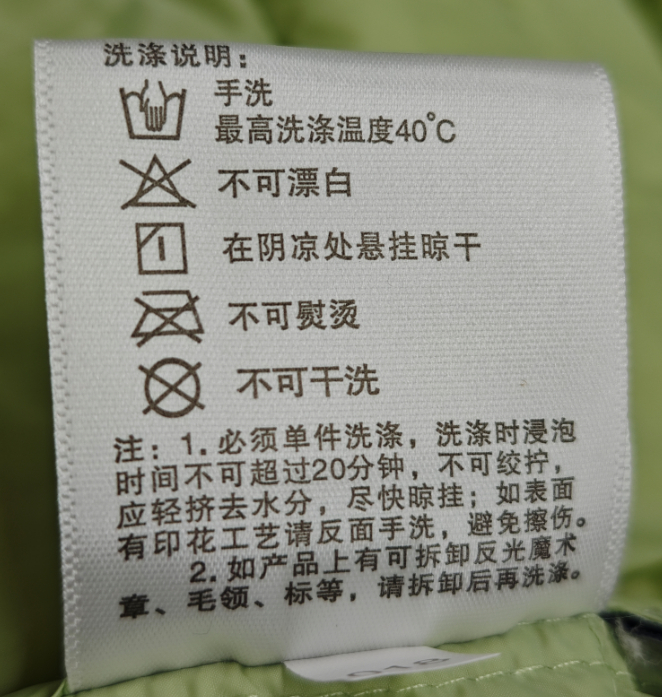 洗涤说明：
手洗
最高洗涤温度40℃
不可漂白
在阴凉处悬挂晾干
不可熨烫
不可干洗
注：1.必须单件洗涤，洗涤时浸泡
时间不可超过20分钟，不可绞拧，
应轻挤去水分，尽快晾挂；如表面
有印花工艺请反面手洗，避免擦伤。
2.如产品上有可拆卸反光魔术
章、毛领、标等，请拆卸后再洗涤。